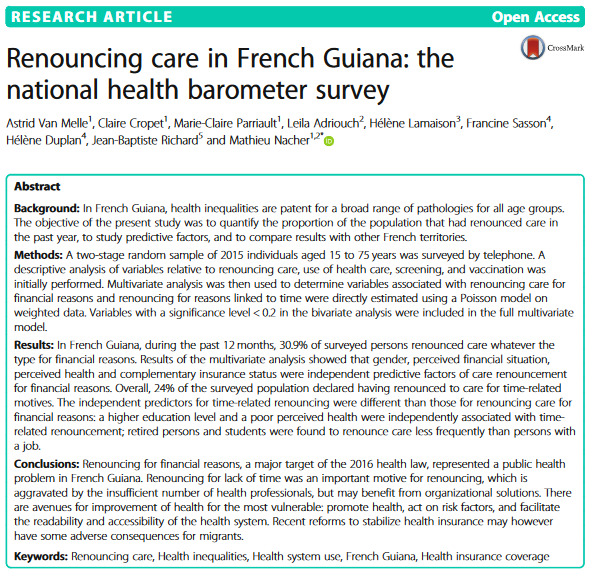 RESEARCH ARTICLE Open Access
CrossMark
Renouncing care in French Guiana: the
national health barometer survey
Astrid Van Melle1, Claire Cropet1, Marie-Claire Parriault1, Leila Adriouch2, Hélène Lamaison3, Francine Sasson4,
Hélène Duplan4, Jean-Baptiste Richard5 and Mathieu Nacher1,2*
Abstract
Background: In French Guiana, health inequalities are patent for a broad range of pathologies for all age groups.
The objective of the present study was to quantify the proportion of the population that had renounced care in
the past year, to study predictive factors, and to compare results with other French territories.
Methods: A two-stage random sample of 2015 individuals aged 15 to 75 years was surveyed by telephone. A
descriptive analysis of variables relative to renouncing care, use of health care, screening, and vaccination was
initially performed. Multivariate analysis was then used to determine variables associated with renouncing care for
financial reasons and renouncing for reasons linked to time were directly estimated using a Poisson model on
weighted data. Variables with a significance level < 0.2 in the bivariate analysis were included in the full multivariate
model.
Results: In French Guiana, during the past 12 months, 30.9% of surveyed persons renounced care whatever the
type for financial reasons. Results of the multivariate analysis showed that gender, perceived financial situation,
perceived health and complementary insurance status were independent predictive factors of care renouncement
for financial reasons. Overall, 24% of the surveyed population declared having renounced to care for time-related
motives. The independent predictors for time-related renouncing were different than those for renouncing care for
financial reasons: a higher education level and a poor perceived health were independently associated with time-
related renouncement; retired persons and students were found to renounce care less frequently than persons with
a job.
Conclusions: Renouncing for financial reasons, a major target of the 2016 health law, represented a public health
problem in French Guiana. Renouncing for lack of time was an important motive for renouncing, which is
aggravated by the insufficient number of health professionals, but may benefit from organizational solutions. There
are avenues for improvement of health for the most vulnerable: promote health, act on risk factors, and facilitate
the readability and accessibility of the health system. Recent reforms to stabilize health insurance may however
have some adverse consequences for migrants.
Keywords: Renouncing care, Health inequalities, Health system use, French Guiana, Health insurance coverage